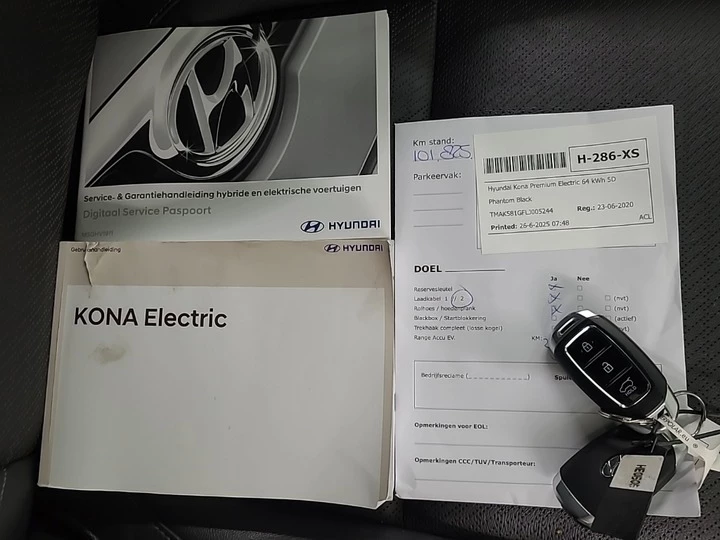 Service- & Garantiehandleiding hybride en elektrische voertuigen
Digitaal Service Paspoort
HYUNDAI
Gebruikshandleiding
HYUNDAI
KONA Electric
Km stand:
101.825
Parkeervak:
H-286-XS
Hyundai Kona Premium Electric 64 kWh 5D
Phantom Black
TMAK581GFLJ005244
Reg.: 23-06-2020
Printed: 26-6-2025 07:48
ACL
DOEL
Ja Nee
Reservesleutel
Laadkabel 1 / 2 (nvt)
Rolhoes / hoedenplank (nvt)
Blackbox / Startblokkering (actief)
Trekhaak compleet (losse kogel) (nvt)
Range Accu EV. KM:
Bedrijfsreclame (
Opmerkingen voor EOL:
Opmerkingen CCC/TUV/Transporteur:
HOLD